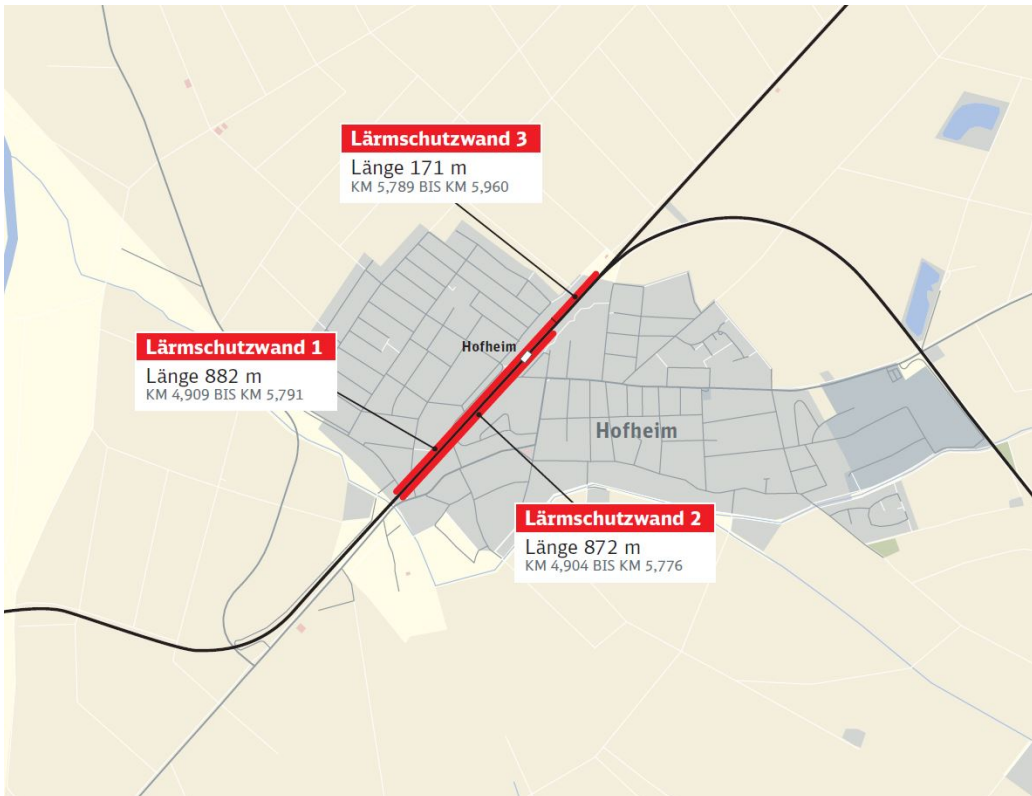 Lärmschutzwand 3
Länge 171 m
KM 5,789 BIS KM 5,960
Lärmschutzwand 1
Länge 882 m
KM 4,909 BIS KM 5,791
Hofheim
Hofheim
Lärmschutzwand 2
Länge 872 m
KM 4,904 BIS KM 5,776